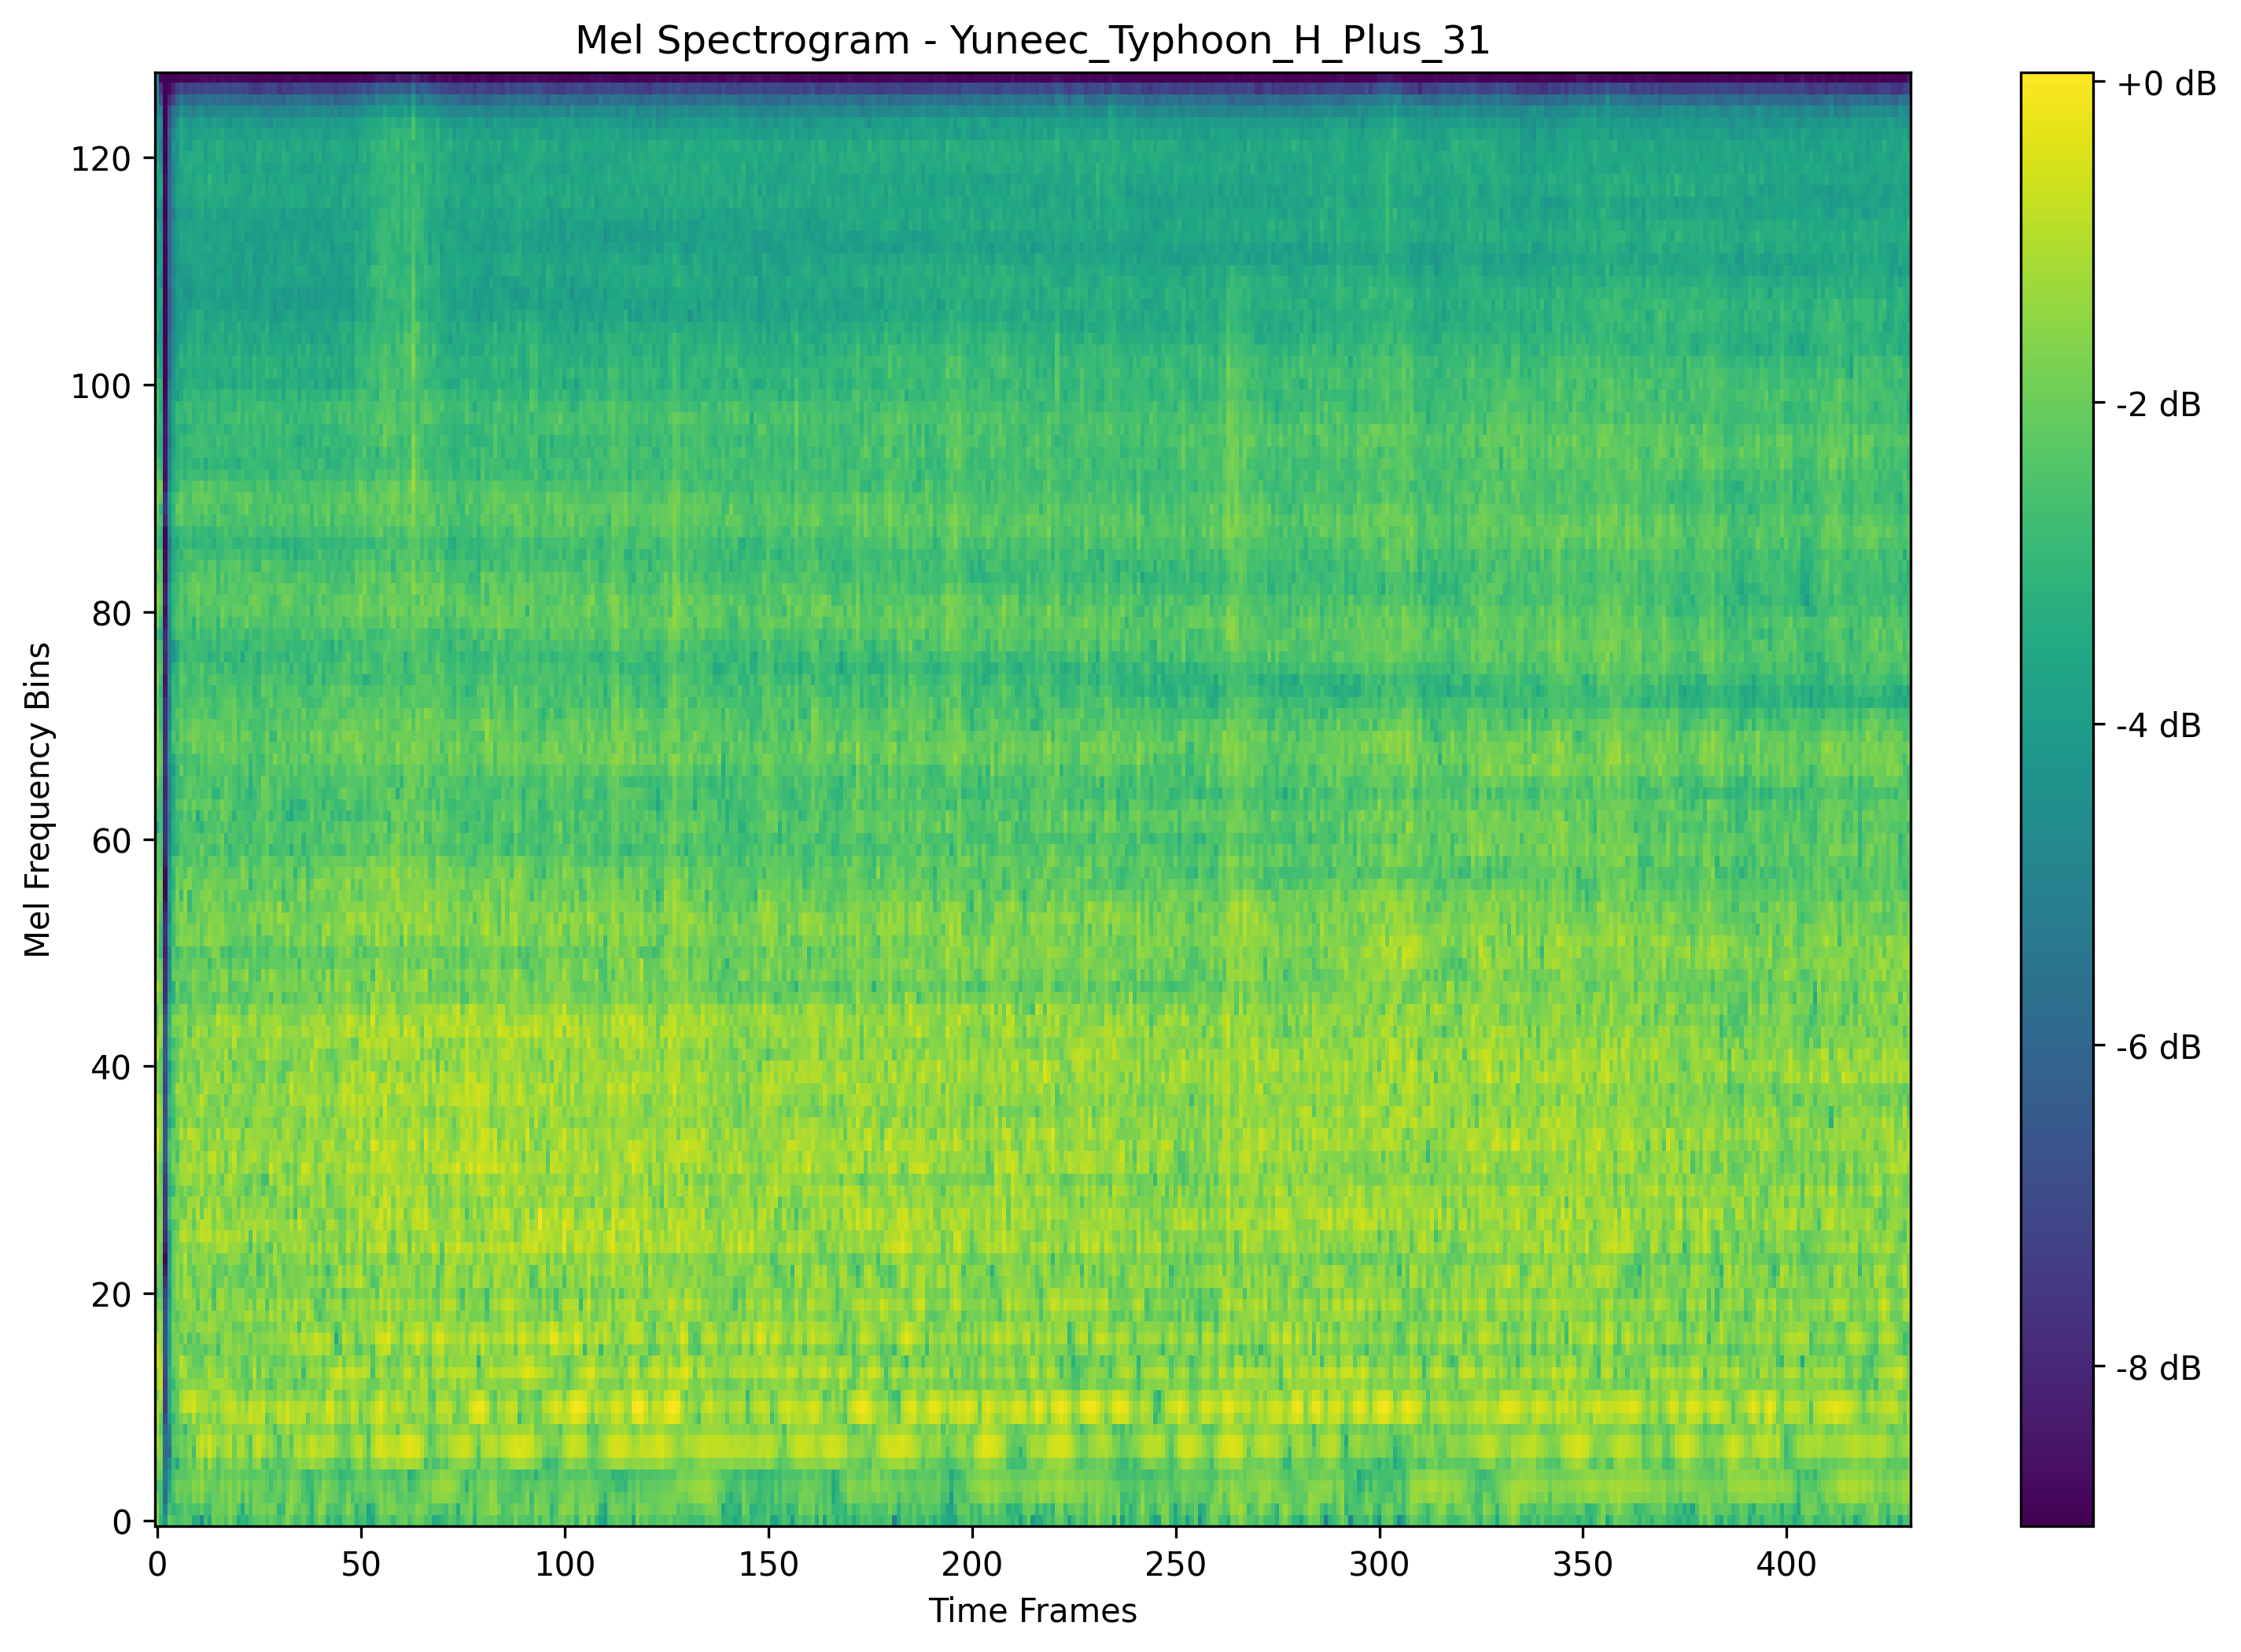 Mel Spectrogram - Yuneec_Typhoon_H_Plus_31
Mel Frequency Bins
120
100
80
60
40
20
0
0 50 100 150 200 250 300 350 400
Time Frames
+0 dB
-2 dB
-4 dB
-6 dB
-8 dB